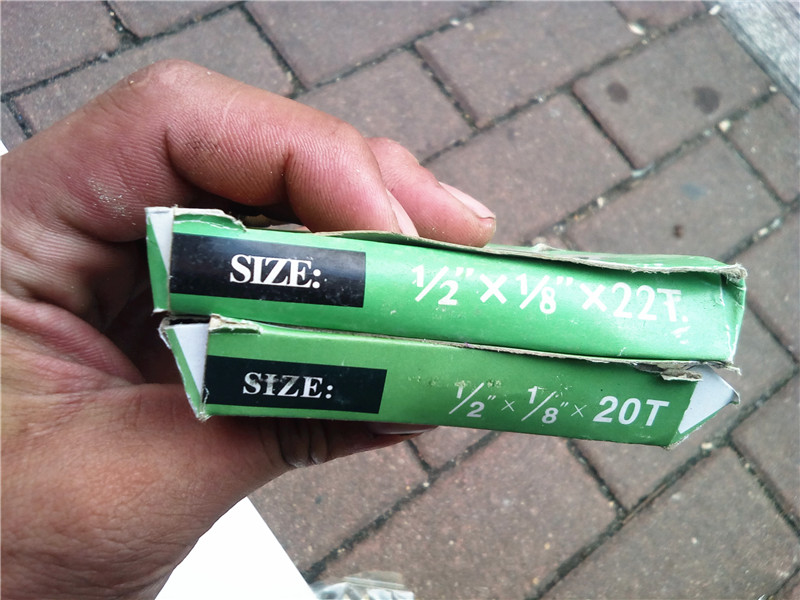 SIZE: 1/2" × 1/8" × 22T
SIZE: 1/2" × 1/8" × 20T